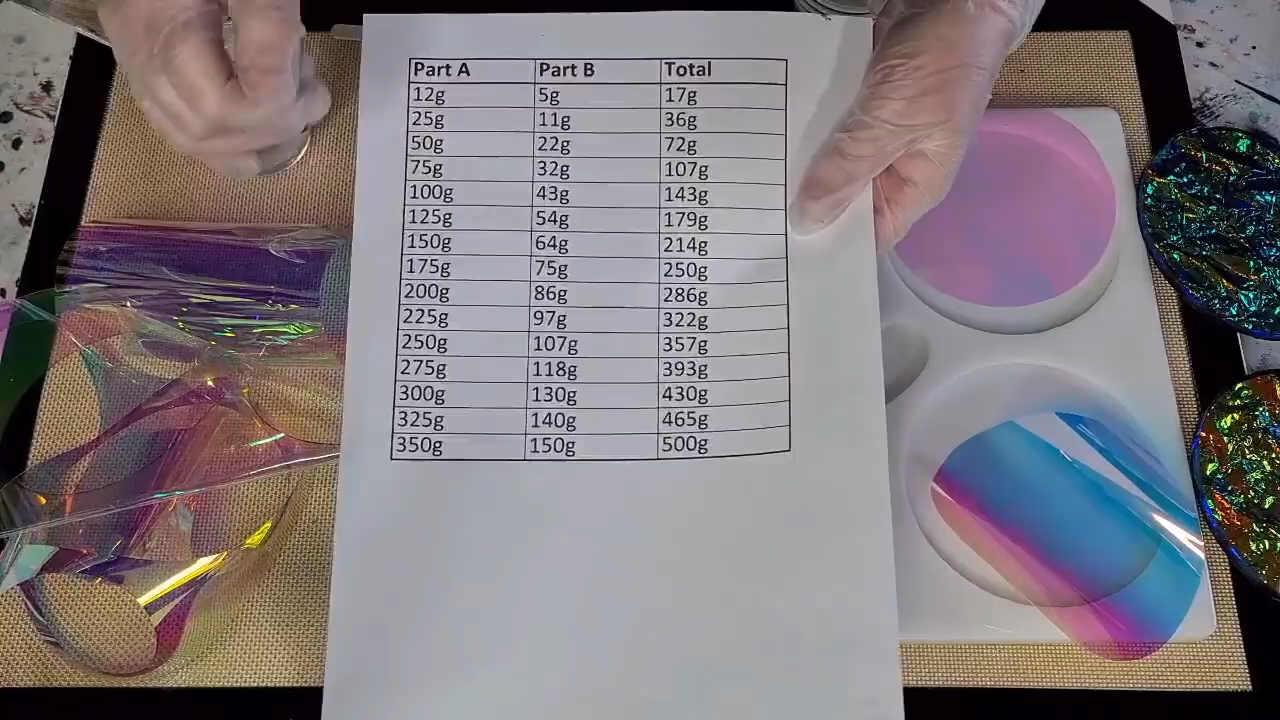 Part A Part B Total
12g 5g 17g
25g 11g 36g
50g 22g 72g
75g 32g 107g
100g 43g 143g
125g 54g 179g
150g 64g 214g
175g 75g 250g
200g 86g 286g
225g 97g 322g
250g 107g 357g
275g 118g 393g
300g 130g 430g
325g 140g 465g
350g 150g 500g